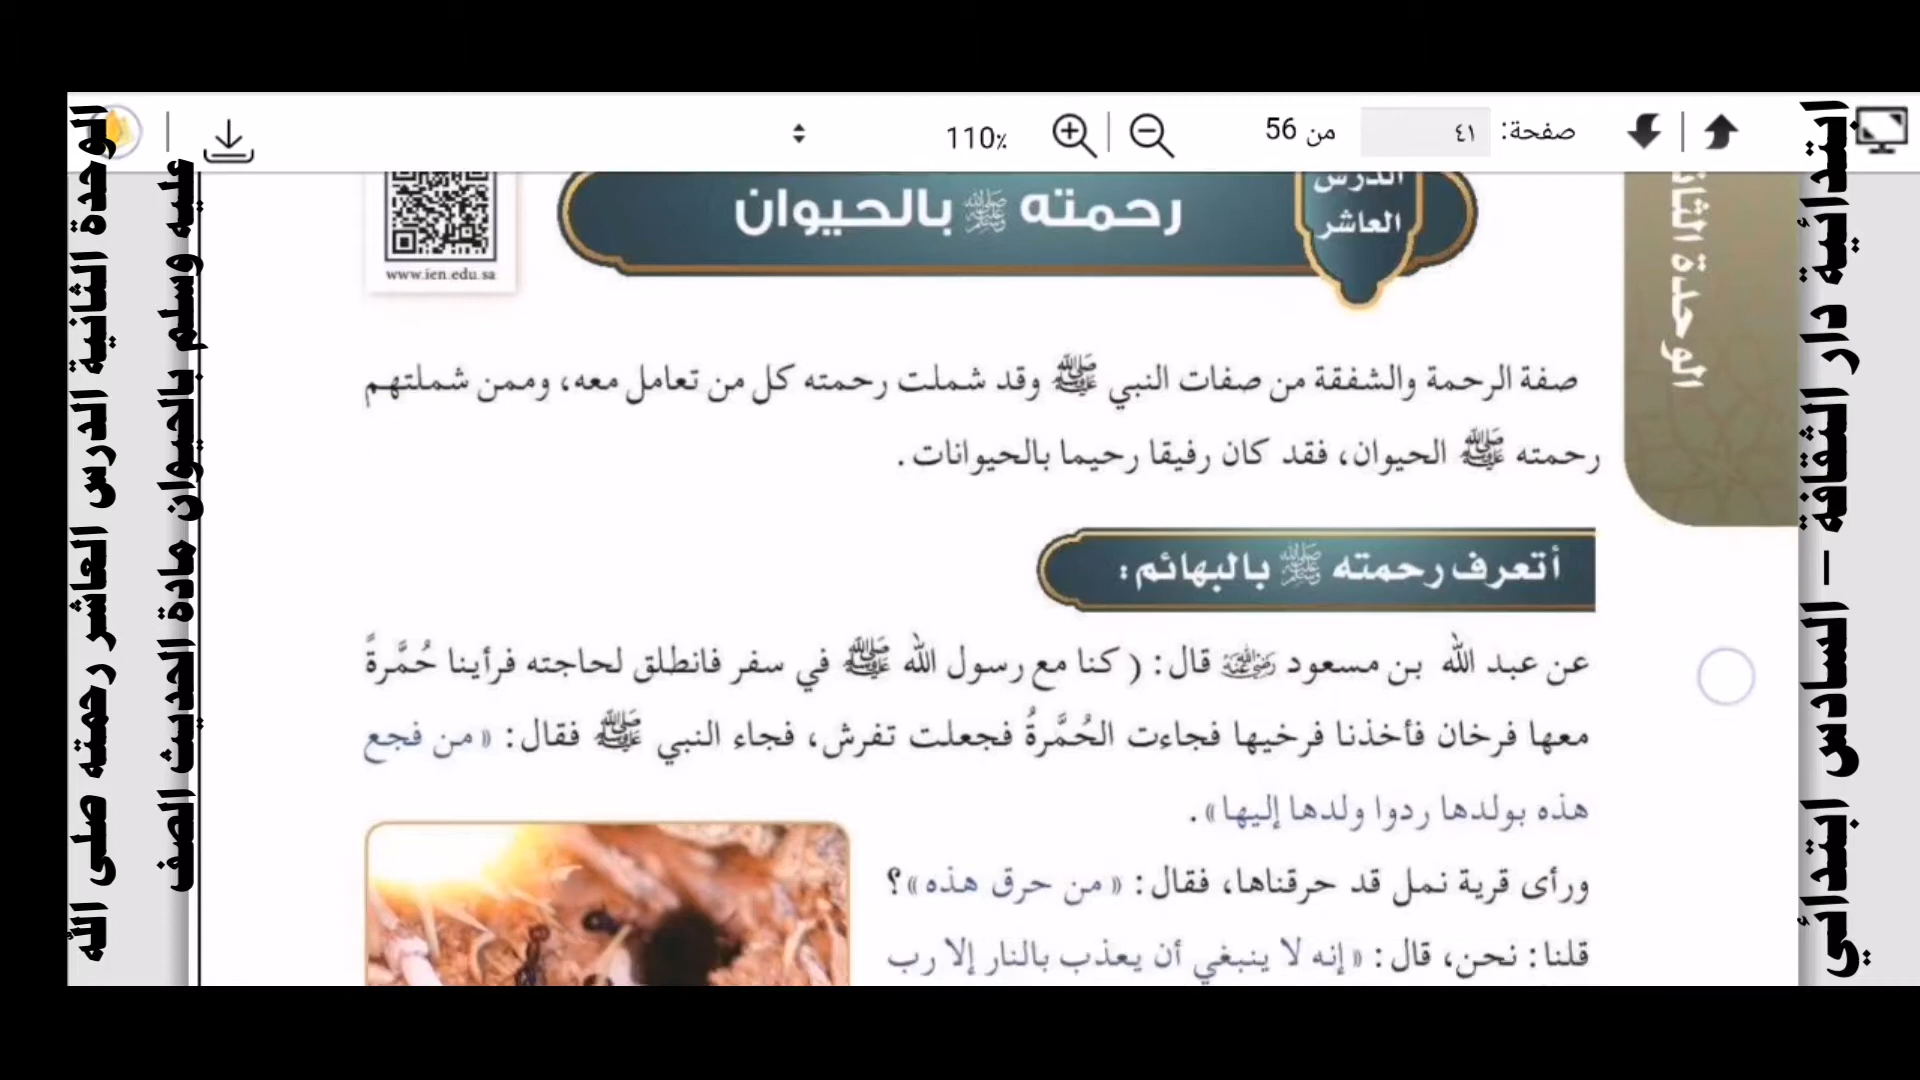 صفحة: ٤١ من 56
110٪
الدرس
العاشر
رحمته ﷺ بالحيوان
www.ien.edu.sa
صفة الرحمة والشفقة من صفات النبي ﷺ وقد شملت رحمته كل من تعامل معه، وممن شملتهم
رحمته ﷺ الحيوان، فقد كان رفيقا رحيما بالحيوانات.
أتعرف رحمته ﷺ بالبهائم:
عن عبد الله بن مسعود رضي الله عنه قال: ( كنا مع رسول الله ﷺ في سفر فانطلق لحاجته فرأينا حُمَّرةً
معها فرخان فأخذنا فرخيها فجاءت الحُمَّرةُ فجعلت تفرش، فجاء النبي ﷺ فقال: «من فجع
هذه بولدها ردوا ولدها إليها».
ورأى قرية نمل قد حرقناها، فقال: «من حرق هذه»؟
قلنا: نحن، قال: «إنه لا ينبغي أن يعذب بالنار إلا رب
الوحدة
ابتدائية دار الثقافة – السادس ابتدائي
الوحدة الثانية الدرس العاشر رحمته صلى الله
عليه وسلم بالحيوان مادة الحديث الصف